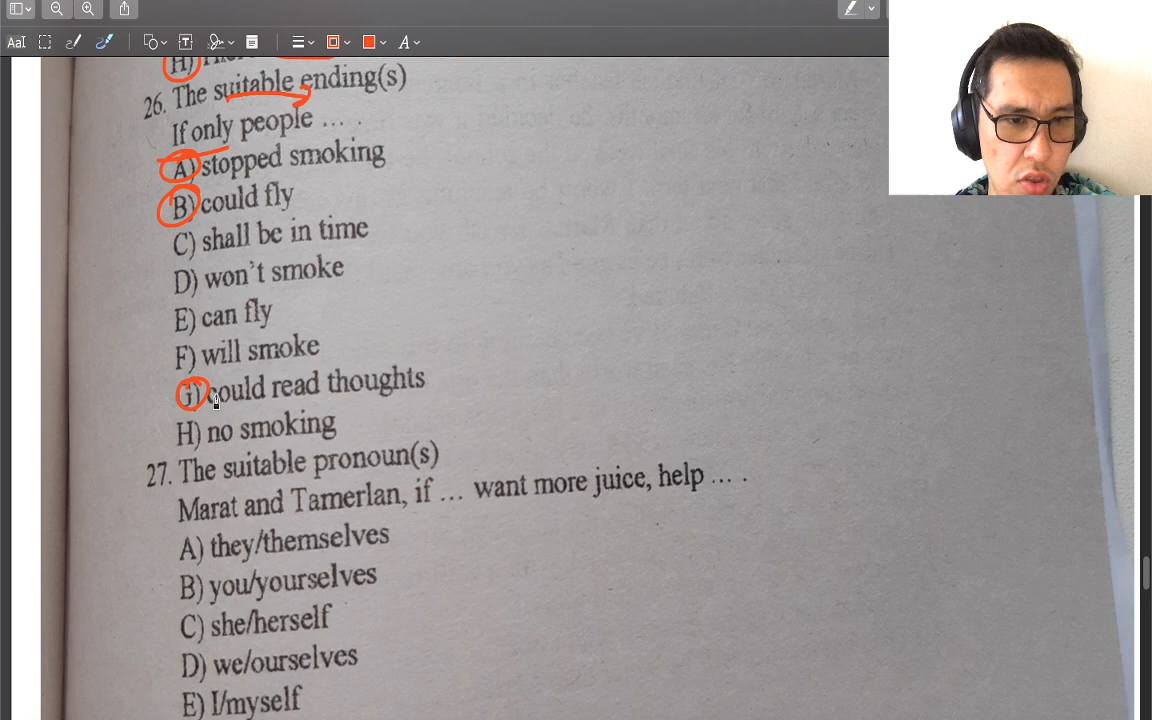 AaI
T
A
H)
26. The suitable ending(s)
If only people ... .
A) stopped smoking
B) could fly
C) shall be in time
D) won't smoke
E) can fly
F) will smoke
G) could read thoughts
H) no smoking
27. The suitable pronoun(s)
Marat and Tamerlan, if ... want more juice, help ... .
A) they/themselves
B) you/yourselves
C) she/herself
D) we/ourselves
E) I/myself